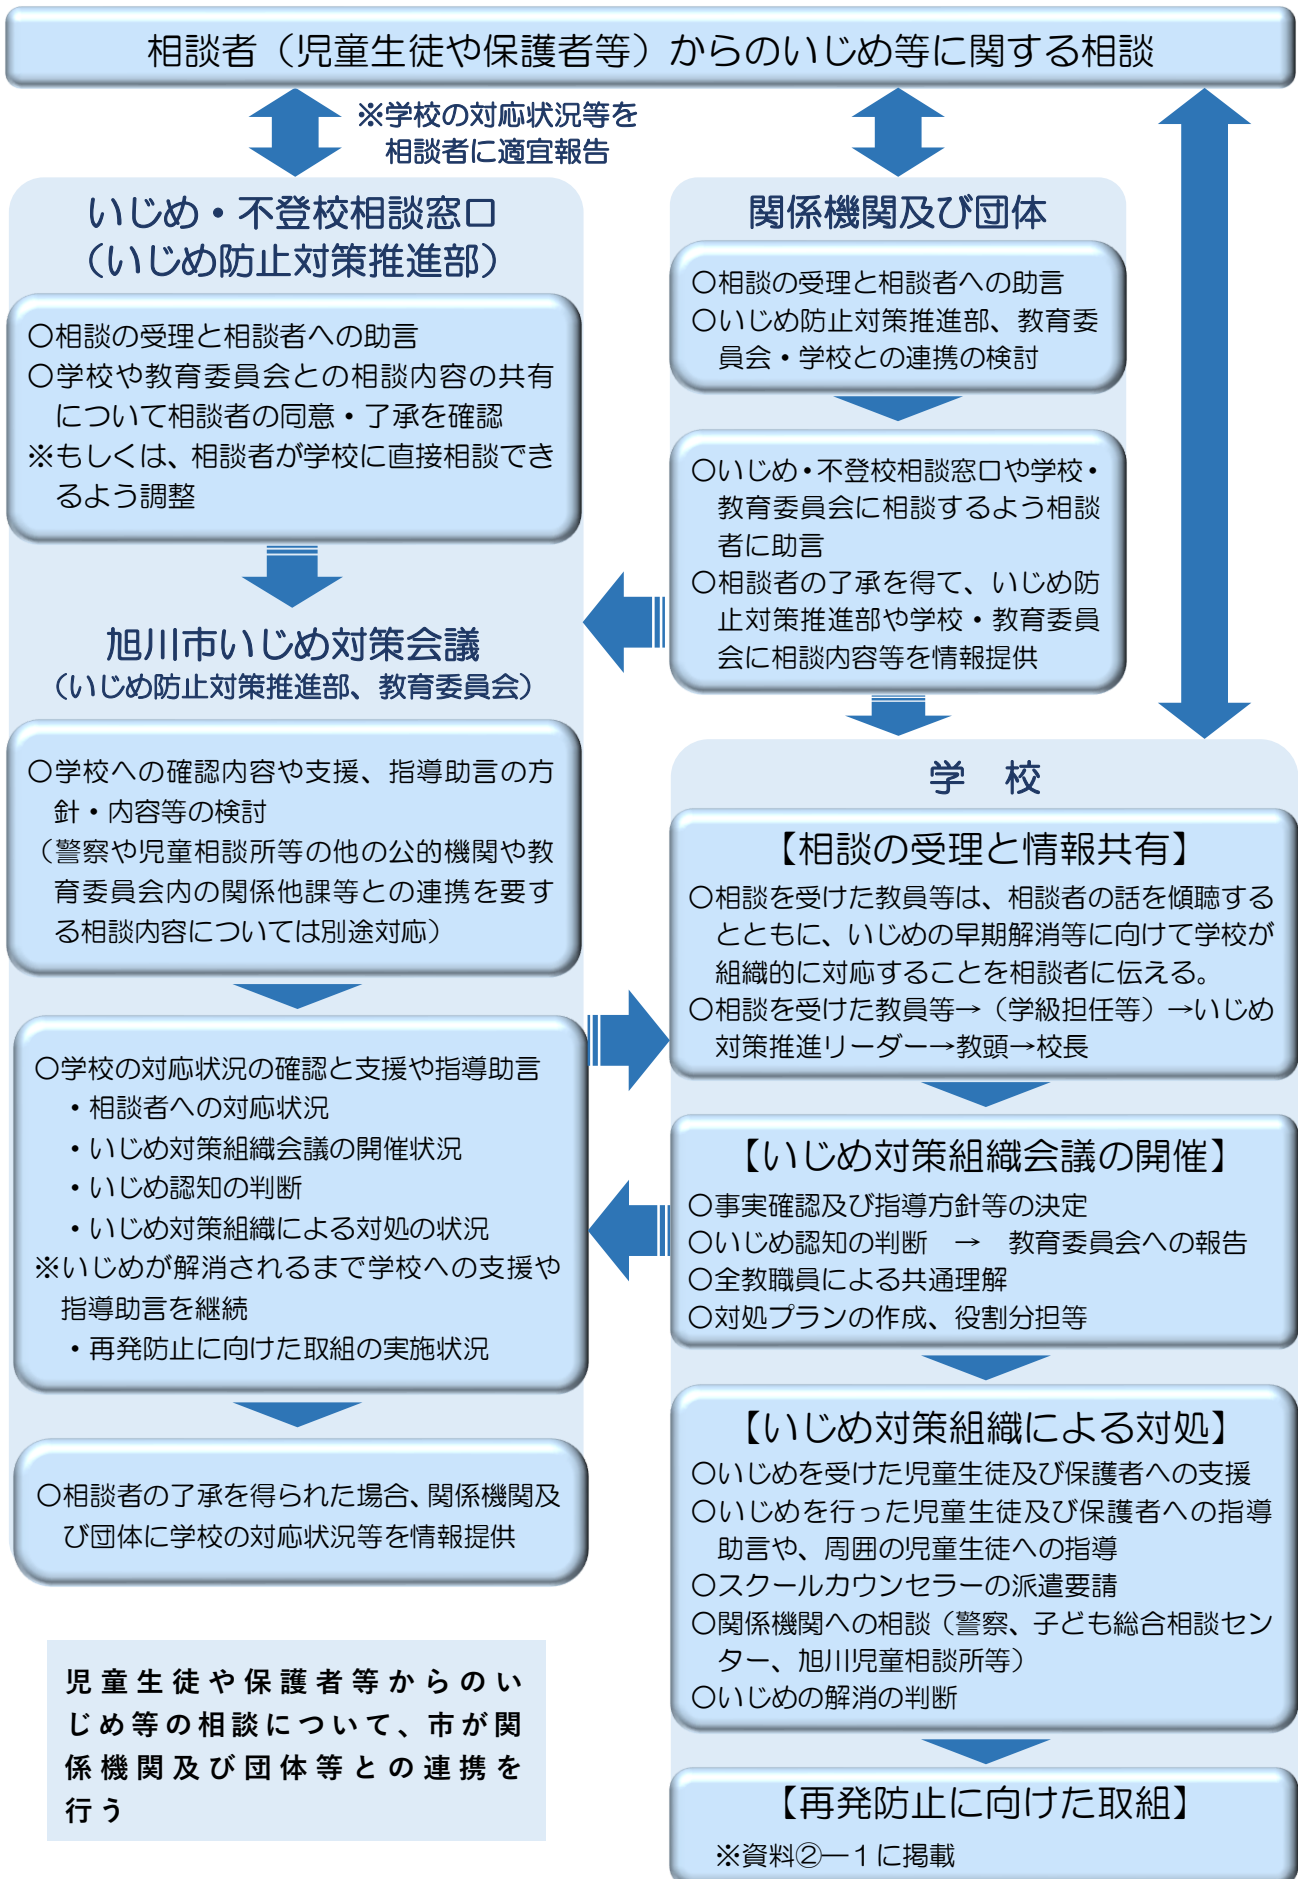 相談者（児童生徒や保護者等）からのいじめ等に関する相談
※学校の対応状況等を
相談者に適宜報告
いじめ・不登校相談窓口
（いじめ防止対策推進部）
○相談の受理と相談者への助言
○学校や教育委員会との相談内容の共有
について相談者の同意・了承を確認
※もしくは、相談者が学校に直接相談でき
るよう調整
旭川市いじめ対策会議
（いじめ防止対策推進部、教育委員会）
○学校への確認内容や支援、指導助言の方
針・内容等の検討
（警察や児童相談所等の他の公的機関や教
育委員会内の関係他課等との連携を要す
る相談内容については別途対応）
○学校の対応状況の確認と支援や指導助言
・相談者への対応状況
・いじめ対策組織会議の開催状況
・いじめ認知の判断
・いじめ対策組織による対処の状況
※いじめが解消されるまで学校への支援や
指導助言を継続
・再発防止に向けた取組の実施状況
○相談者の了承を得られた場合、関係機関及
び団体に学校の対応状況等を情報提供
児童生徒や保護者等からのい
じめ等の相談について、市が関
係機関及び団体等との連携を
行う
関係機関及び団体
○相談の受理と相談者への助言
○いじめ防止対策推進部、教育委
員会・学校との連携の検討
○いじめ・不登校相談窓口や学校・
教育委員会に相談するよう相談
者に助言
○相談者の了承を得て、いじめ防
止対策推進部や学校・教育委員
会に相談内容等を情報提供
学　校
【相談の受理と情報共有】
○相談を受けた教員等は、相談者の話を傾聴する
とともに、いじめの早期解消等に向けて学校が
組織的に対応することを相談者に伝える。
○相談を受けた教員等→（学級担任等）→いじめ
対策推進リーダー→教頭→校長
【いじめ対策組織会議の開催】
○事実確認及び指導方針等の決定
○いじめ認知の判断　→　教育委員会への報告
○全教職員による共通理解
○対処プランの作成、役割分担等
【いじめ対策組織による対処】
○いじめを受けた児童生徒及び保護者への支援
○いじめを行った児童生徒及び保護者への指導
助言や、周囲の児童生徒への指導
○スクールカウンセラーの派遣要請
○関係機関への相談（警察、子ども総合相談セン
ター、旭川児童相談所等）
○いじめの解消の判断
【再発防止に向けた取組】
※資料②―１に掲載